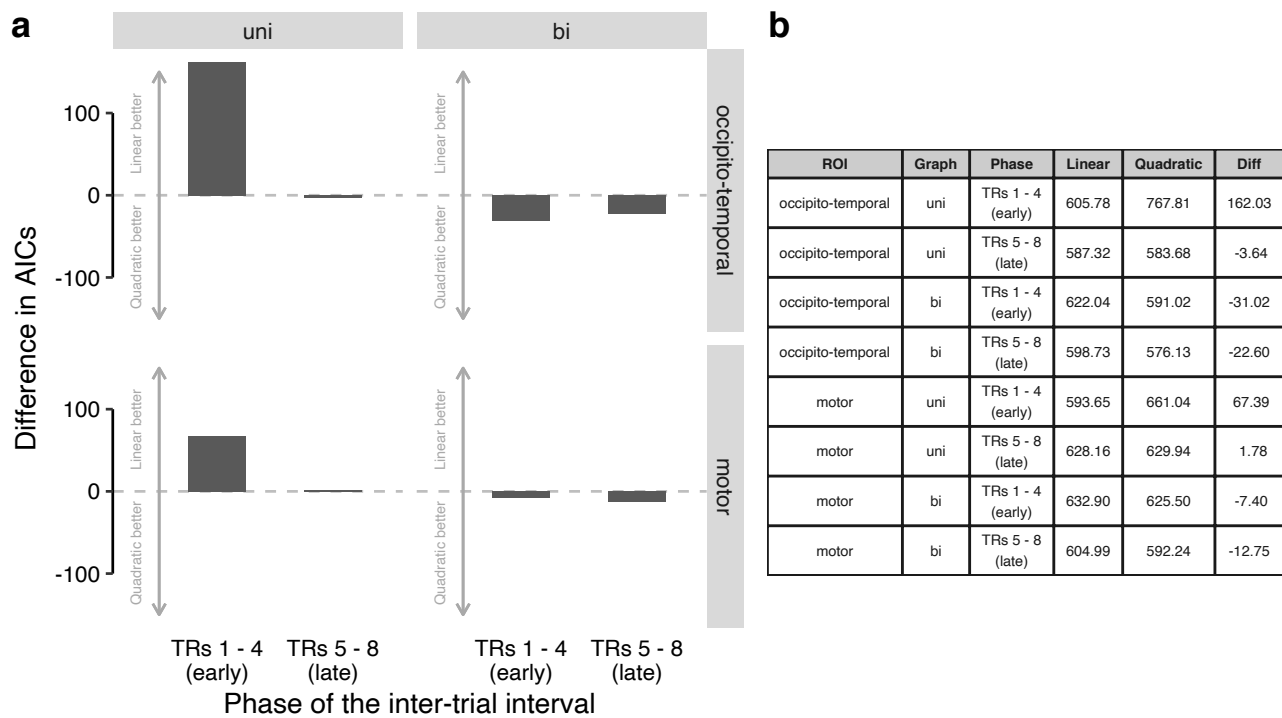 a
uni
bi
Difference in AICs
100
0
-100
Linear better
Quadratic better
Linear better
Quadratic better
occipito-temporal
100
0
-100
Linear better
Quadratic better
Linear better
Quadratic better
motor
TRs 1 - 4
(early)
TRs 5 - 8
(late)
TRs 1 - 4
(early)
TRs 5 - 8
(late)
Phase of the inter-trial interval
b
ROI Graph Phase Linear Quadratic Diff
occipito-temporal uni TRs 1 - 4 (early) 605.78 767.81 162.03
occipito-temporal uni TRs 5 - 8 (late) 587.32 583.68 -3.64
occipito-temporal bi TRs 1 - 4 (early) 622.04 591.02 -31.02
occipito-temporal bi TRs 5 - 8 (late) 598.73 576.13 -22.60
motor uni TRs 1 - 4 (early) 593.65 661.04 67.39
motor uni TRs 5 - 8 (late) 628.16 629.94 1.78
motor bi TRs 1 - 4 (early) 632.90 625.50 -7.40
motor bi TRs 5 - 8 (late) 604.99 592.24 -12.75